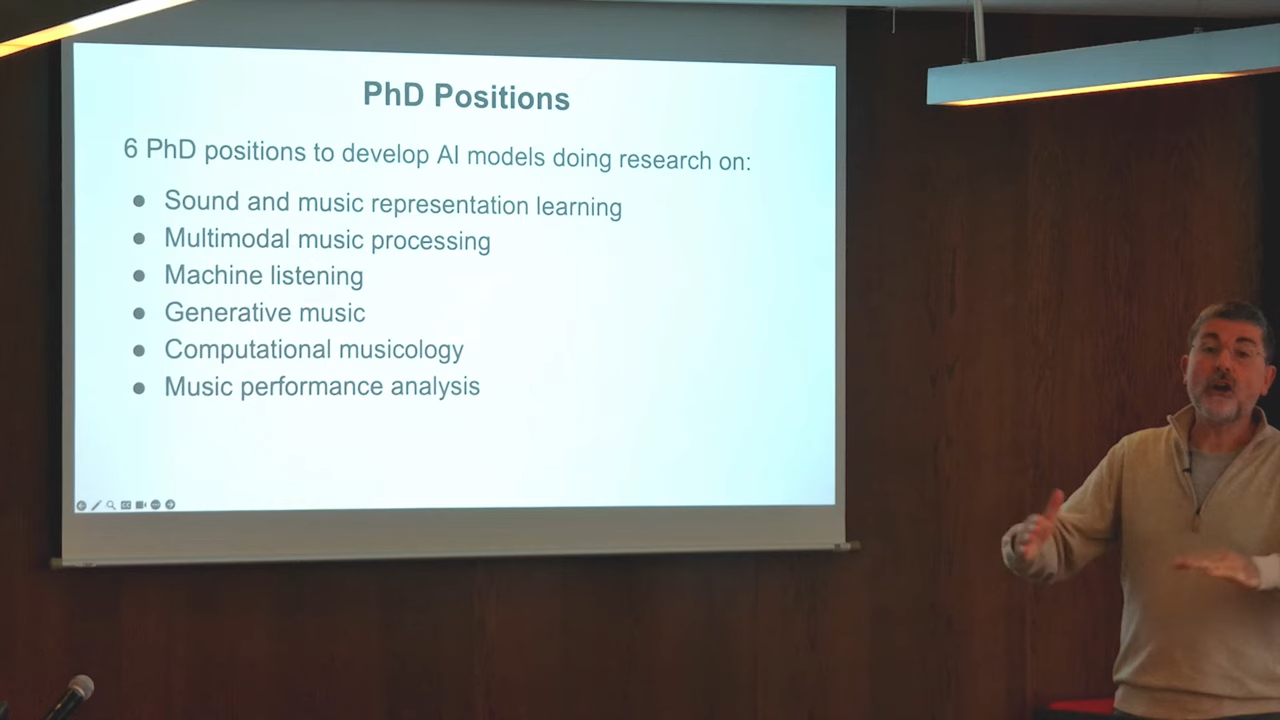 PhD Positions
6 PhD positions to develop AI models doing research on:
● Sound and music representation learning
● Multimodal music processing
● Machine listening
● Generative music
● Computational musicology
● Music performance analysis